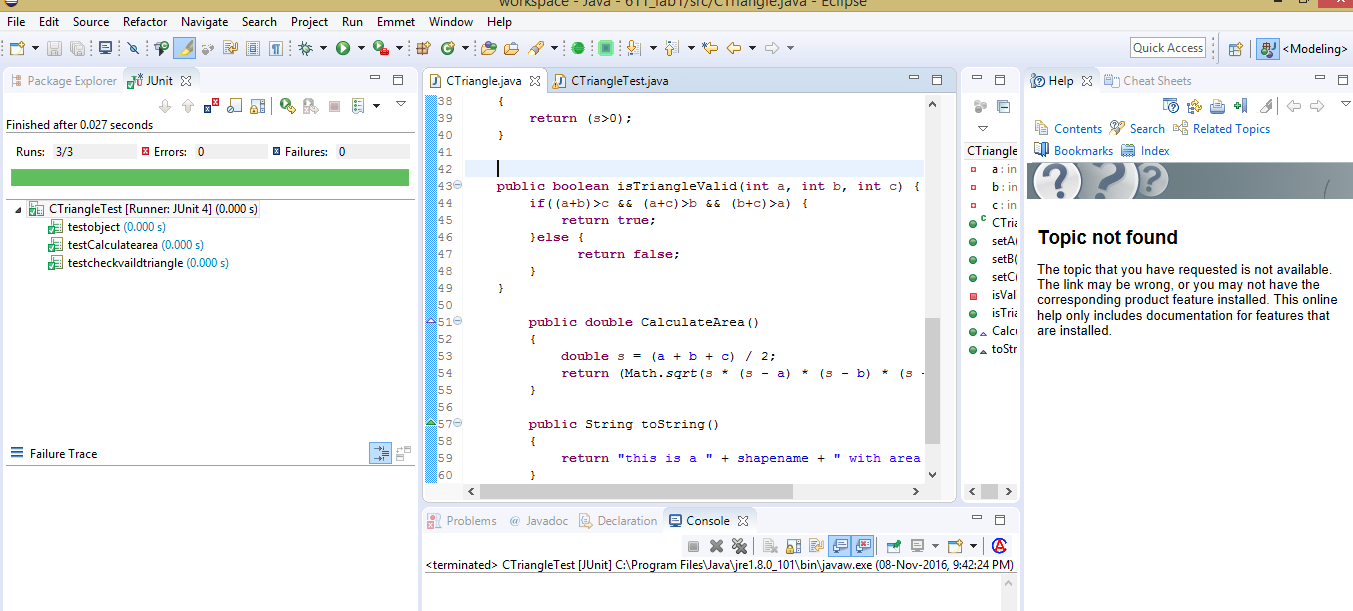 workspace - Java - 611_lab1/src/CTriangle.java - Eclipse
File Edit Source Refactor Navigate Search Project Run Emmet Window Help
Quick Access
<Modeling>
Package Explorer JUnit
Finished after 0.027 seconds
Runs: 3/3 Errors: 0 Failures: 0
CTriangleTest [Runner: JUnit 4] (0.000 s)
testobject (0.000 s)
testCalculatearea (0.000 s)
testcheckvaildtriangle (0.000 s)
Failure Trace
CTriangle.java CTriangleTest.java
38 {
39 return (s>0);
40 }
41
42
43 public boolean isTriangleValid(int a, int b, int c) {
44 if((a+b)>c && (a+c)>b && (b+c)>a) {
45 return true;
46 }else {
47 return false;
48 }
49 }
50
51 public double CalculateArea()
52 {
53 double s = (a + b + c) / 2;
54 return (Math.sqrt(s * (s - a) * (s - b) * (s -
55 }
56
57 public String toString()
58 {
59 return "this is a " + shapename + " with area
60 }
CTriangle
a : in
b : in
c : in
CTria
setA(
setB(
setC(
isVal
isTria
Calcu
toStr
Problems @ Javadoc Declaration Console
<terminated> CTriangleTest [JUnit] C:\Program Files\Java\jre1.8.0_101\bin\javaw.exe (08-Nov-2016, 9:42:24 PM)
Help Cheat Sheets
Contents Search Related Topics
Bookmarks Index
Topic not found
The topic that you have requested is not available.
The link may be wrong, or you may not have the
corresponding product feature installed. This online
help only includes documentation for features that
are installed.